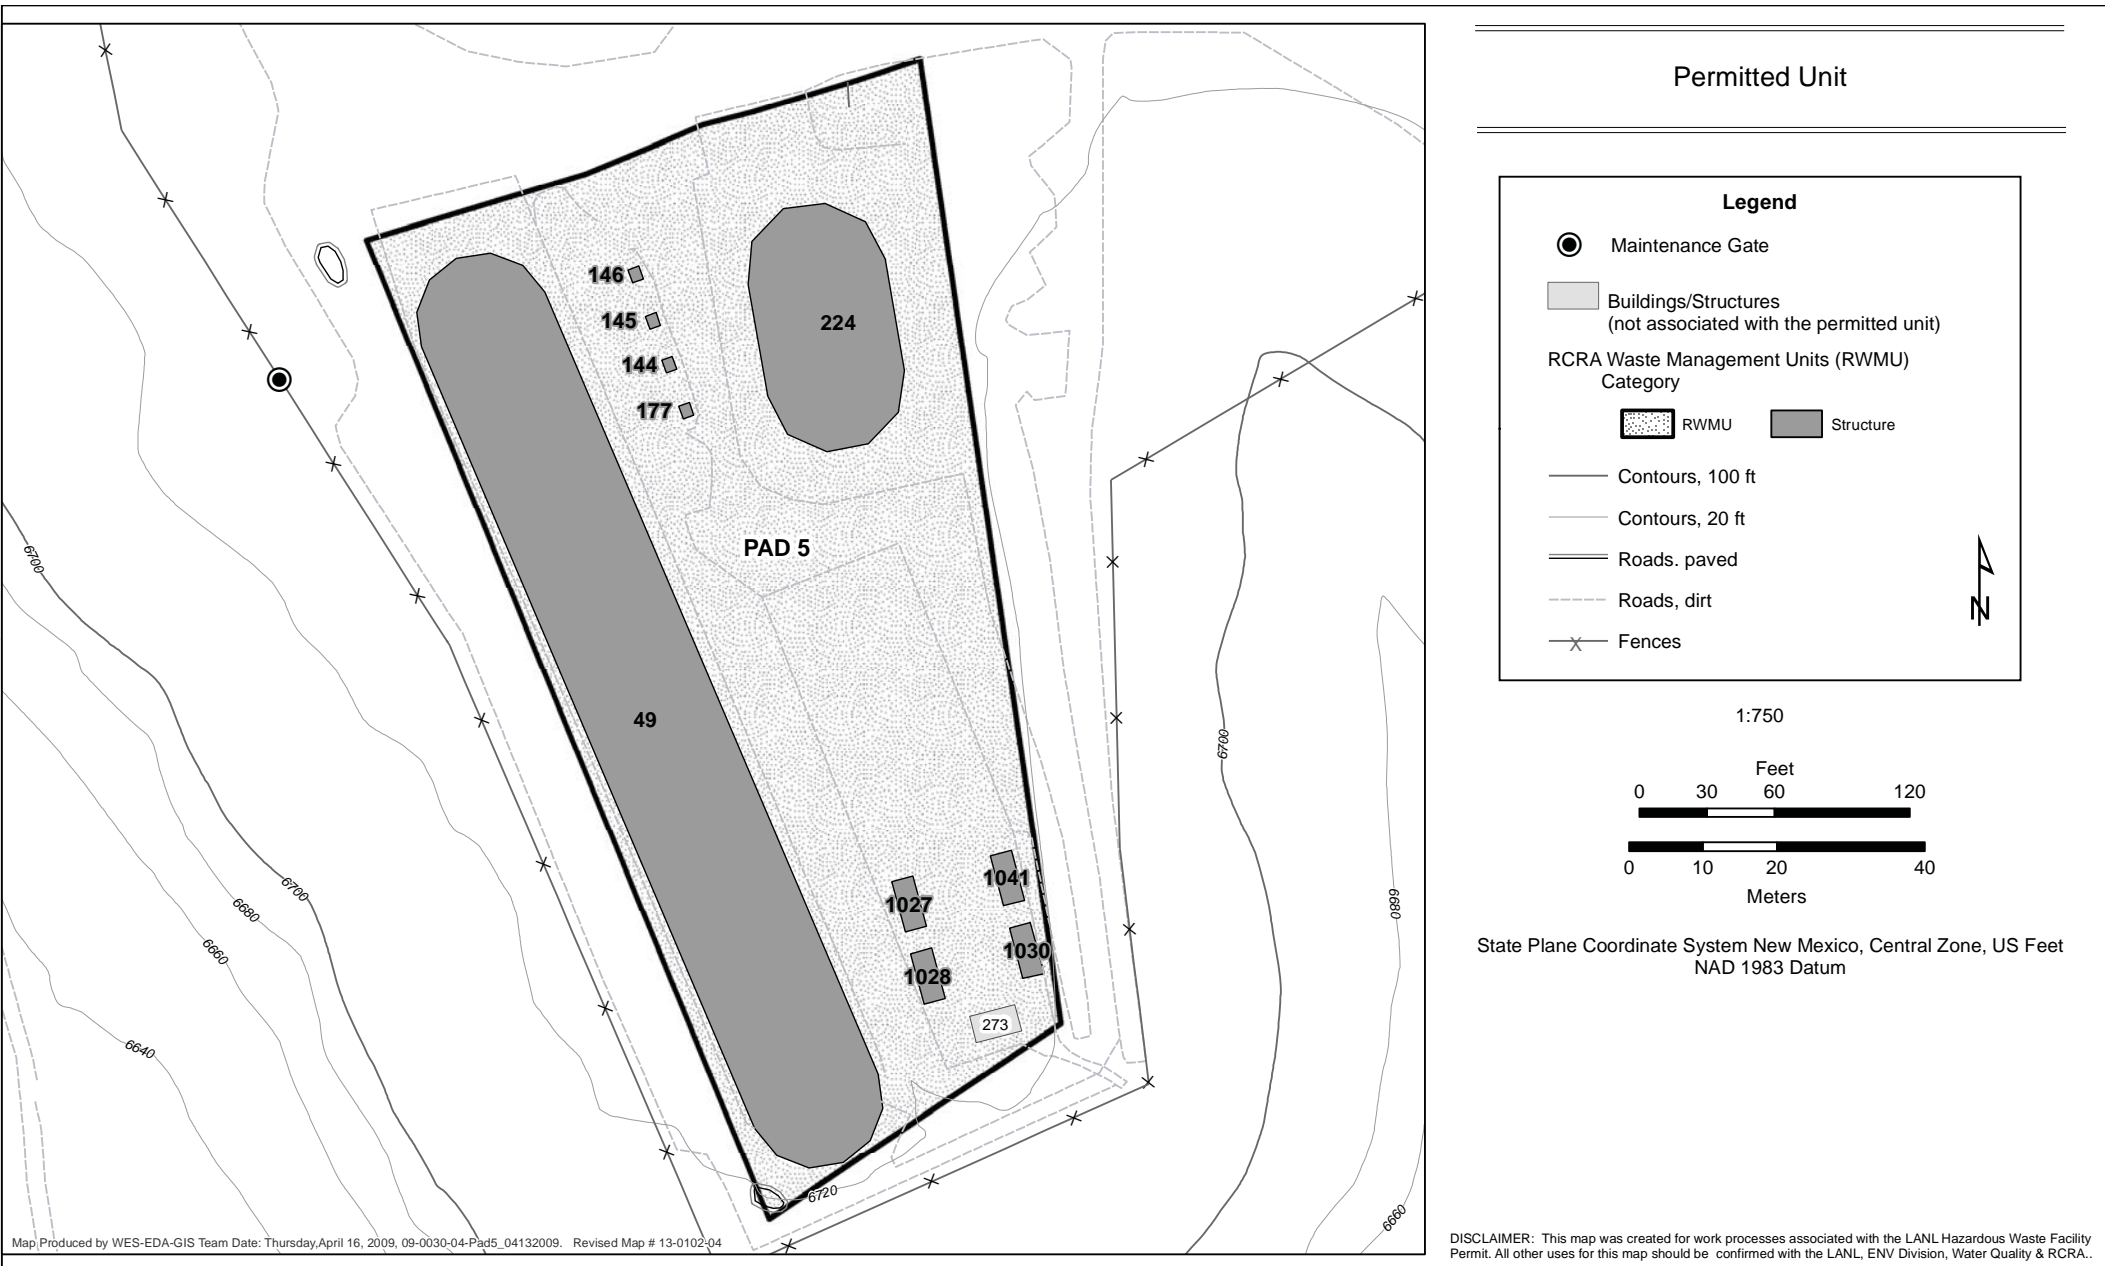 146
145
144
177
224
PAD 5
49
1041
1027
1030
1028
273
6700
6700
6680
6660
6640
6720
6700
6680
6660
Map Produced by WES-EDA-GIS Team Date: Thursday,April 16, 2009, 09-0030-04-Pad5_04132009. Revised Map # 13-0102-04
Permitted Unit
Legend
Maintenance Gate
Buildings/Structures
(not associated with the permitted unit)
RCRA Waste Management Units (RWMU)
Category
RWMU Structure
Contours, 100 ft
Contours, 20 ft
Roads. paved
Roads, dirt
X Fences
N
1:750
Feet
0 30 60 120
0 10 20 40
Meters
State Plane Coordinate System New Mexico, Central Zone, US Feet
NAD 1983 Datum
DISCLAIMER: This map was created for work processes associated with the LANL Hazardous Waste Facility
Permit. All other uses for this map should be confirmed with the LANL, ENV Division, Water Quality & RCRA..